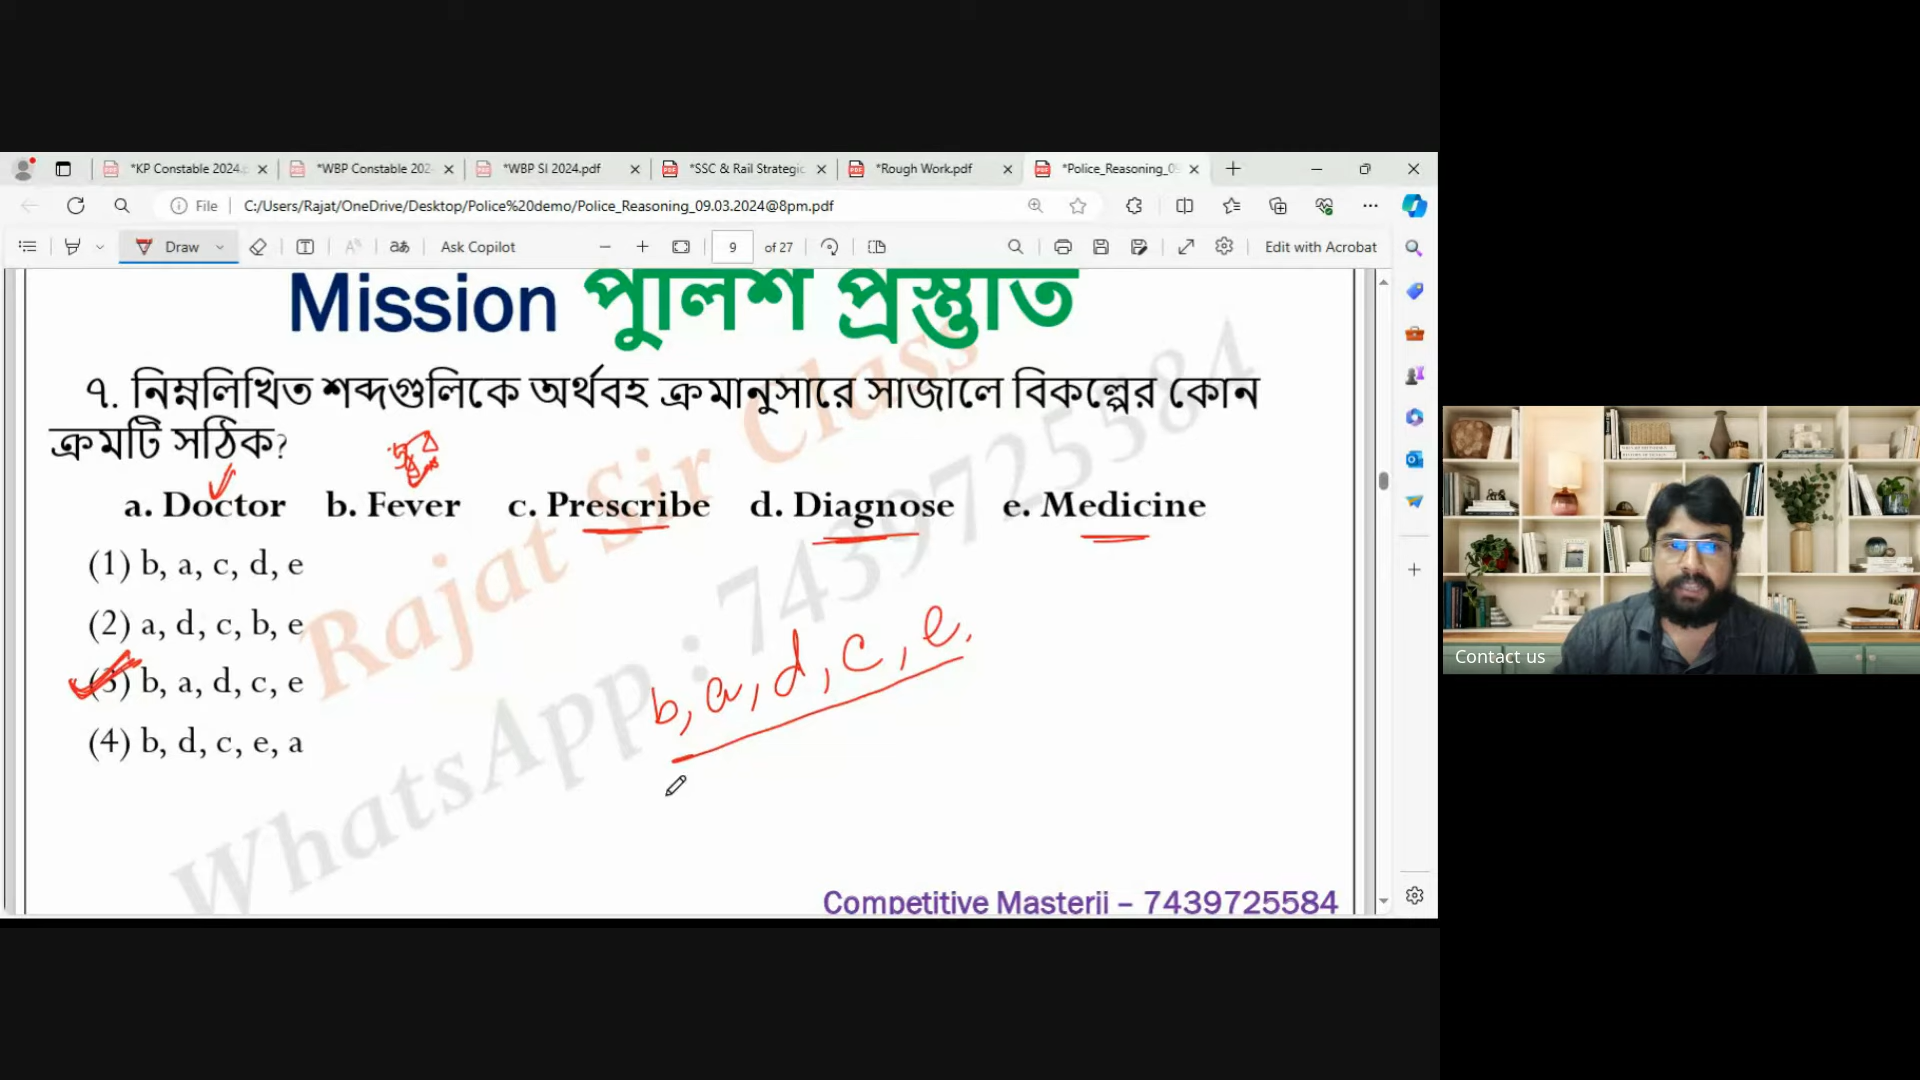 *KP Constable 2024.p
*WBP Constable 202
*WBP SI 2024.pdf
*SSC & Rail Strategic
*Rough Work.pdf
*Police_Reasoning_09
File C:/Users/Rajat/OneDrive/Desktop/Police%20demo/Police_Reasoning_09.03.2024@8pm.pdf
Draw Ask Copilot 9 of 27 Edit with Acrobat
Mission পুলিশ প্রস্তুতি
৭. নিম্নলিখিত শব্দগুলিকে অর্থবহ ক্রমানুসারে সাজালে বিকল্পের কোন
ক্রমটি সঠিক?
a. Doctor b. Fever c. Prescribe d. Diagnose e. Medicine
(1) b, a, c, d, e
(2) a, d, c, b, e
(3) b, a, d, c, e
(4) b, d, c, e, a
b, a, d, c, e.
Rajat Sir Class
WhatsApp : 7439725584
Competitive Masterji – 7439725584
Contact us